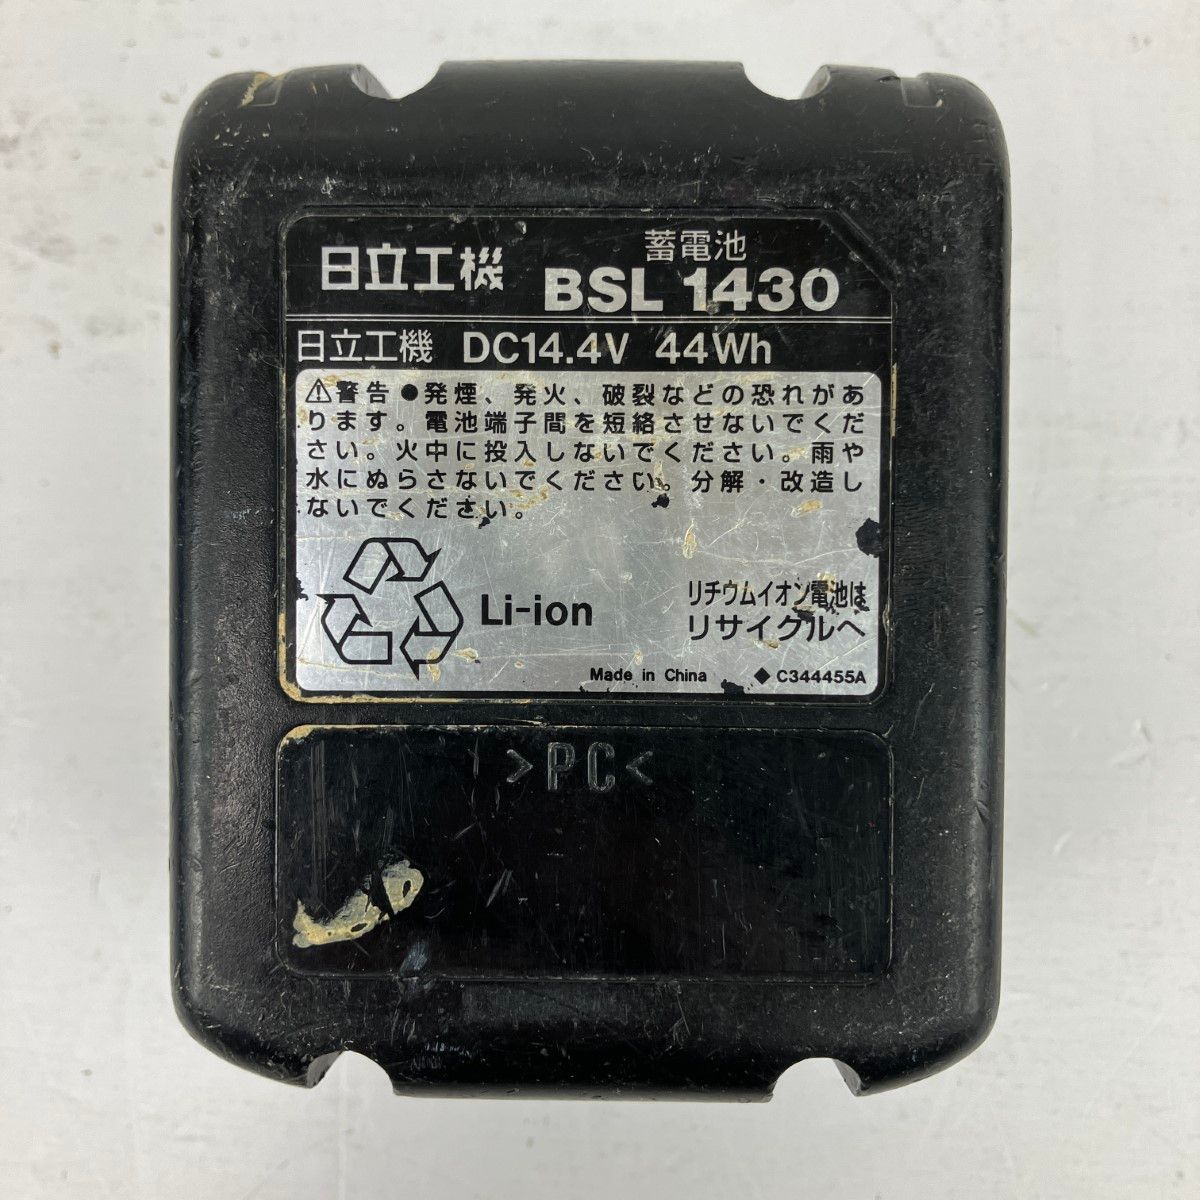 日立工機
蓄電池
BSL 1430
日立工機 DC14.4V 44Wh
⚠警告 ●発煙、発火、破裂などの恐れがあ
ります。電池端子間を短絡させないでくだ
さい。火中に投入しないでください。雨や
水にぬらさないでください。分解・改造し
ないでください。
Li-ion
リチウムイオン電池は
リサイクルへ
Made in China ◆C344455A
>PC<